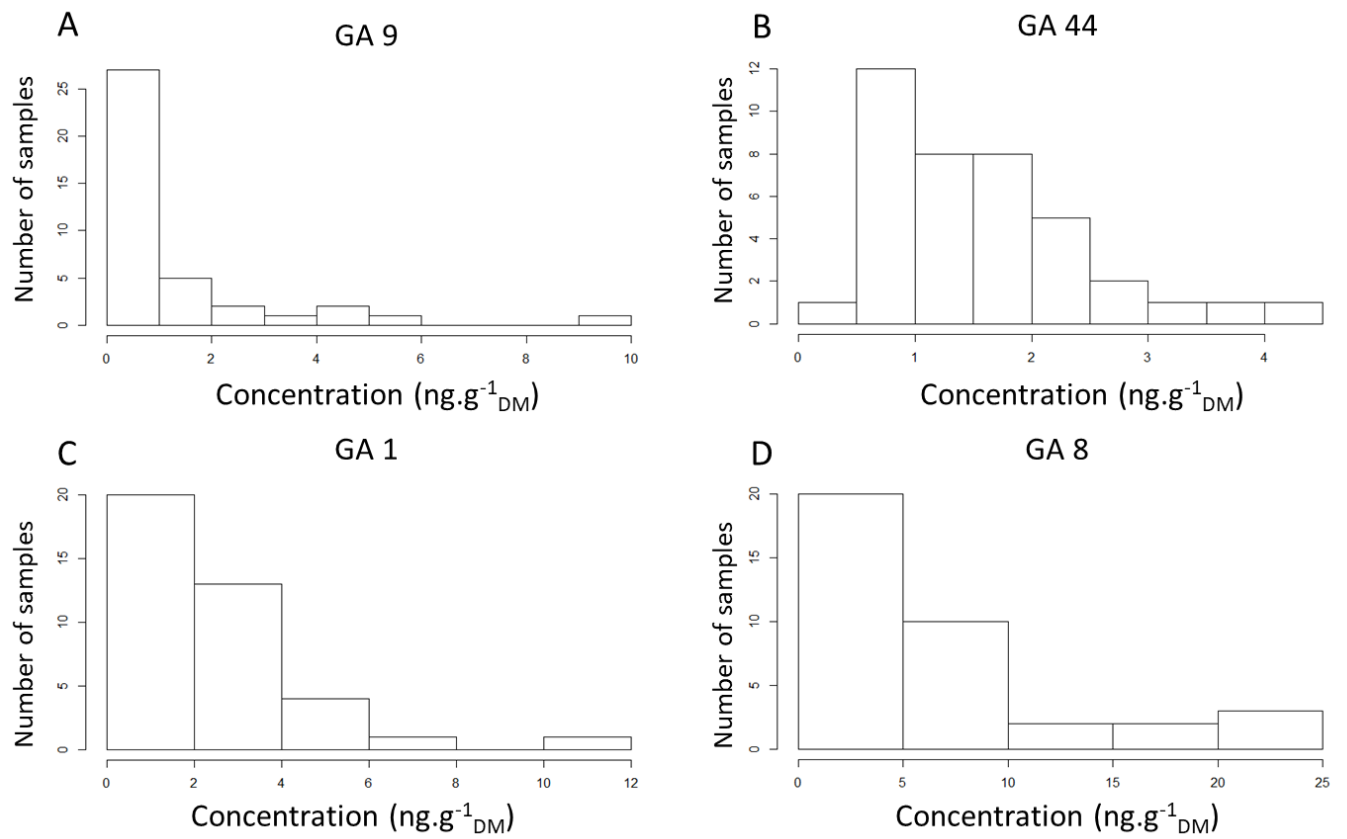 A
GA 9
Number of samples
0
5
10
15
20
25
0 2 4 6 8 10
Concentration (ng.g-1DM)
B
GA 44
Number of samples
0
2
4
6
8
10
12
0 1 2 3 4
Concentration (ng.g-1DM)
C
GA 1
Number of samples
0
5
10
15
20
0 2 4 6 8 10 12
Concentration (ng.g-1DM)
D
GA 8
Number of samples
0
5
10
15
20
0 5 10 15 20 25
Concentration (ng.g-1DM)